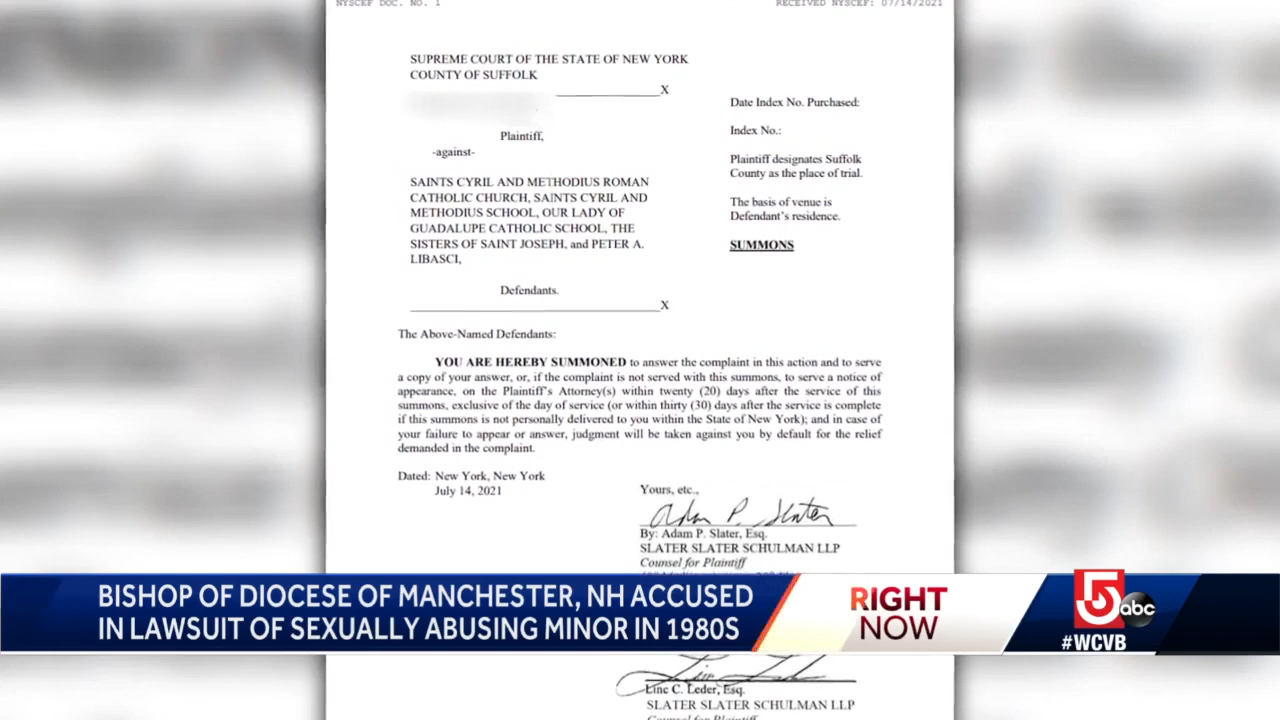 NYSCEF DOC. NO. 1
RECEIVED NYSCEF: 07/14/2021
SUPREME COURT OF THE STATE OF NEW YORK
COUNTY OF SUFFOLK
X
Plaintiff,
-against-
SAINTS CYRIL AND METHODIUS ROMAN
CATHOLIC CHURCH, SAINTS CYRIL AND
METHODIUS SCHOOL, OUR LADY OF
GUADALUPE CATHOLIC SCHOOL, THE
SISTERS OF SAINT JOSEPH, and PETER A.
LIBASCI,
Defendants.
X
Date Index No. Purchased:
Index No.:
Plaintiff designates Suffolk
County as the place of trial.
The basis of venue is
Defendant's residence.
SUMMONS
The Above-Named Defendants:
YOU ARE HEREBY SUMMONED to answer the complaint in this action and to serve
a copy of your answer, or, if the complaint is not served with this summons, to serve a notice of
appearance, on the Plaintiff's Attorney(s) within twenty (20) days after the service of this
summons, exclusive of the day of service (or within thirty (30) days after the service is complete
if this summons is not personally delivered to you within the State of New York); and in case of
your failure to appear or answer, judgment will be taken against you by default for the relief
demanded in the complaint.
Dated: New York, New York
July 14, 2021
Yours, etc.,
Adam P. Slater
By: Adam P. Slater, Esq.
SLATER SLATER SCHULMAN LLP
Counsel for Plaintiff
BISHOP OF DIOCESE OF MANCHESTER, NH ACCUSED
IN LAWSUIT OF SEXUALLY ABUSING MINOR IN 1980S
RIGHT
NOW
5 abc
#WCVB
Linc C. Leder, Esq.
SLATER SLATER SCHULMAN LLP
Counsel for Plaintiff